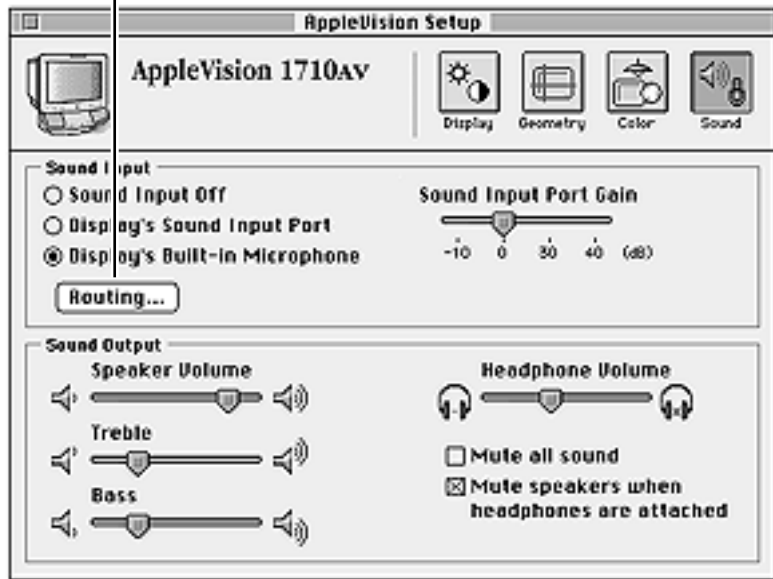 AppleVision Setup
AppleVision 1710AV
Display Geometry Color Sound
Sound Input
Sound Input Off
Display's Sound Input Port
Display's Built-in Microphone
Routing...
Sound Input Port Gain
-10 0 30 40 (dB)
Sound Output
Speaker Volume
Treble
Bass
Headphone Volume
Mute all sound
Mute speakers when
headphones are attached